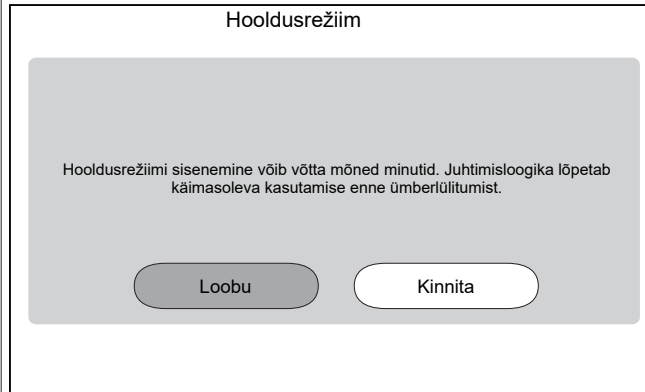 Hooldusrežiim
Hooldusrežiimi sisenemine võib võtta mõned minutid. Juhtimisloogika lõpetab
käimasoleva kasutamise enne ümberlülitumist.
Loobu
Kinnita